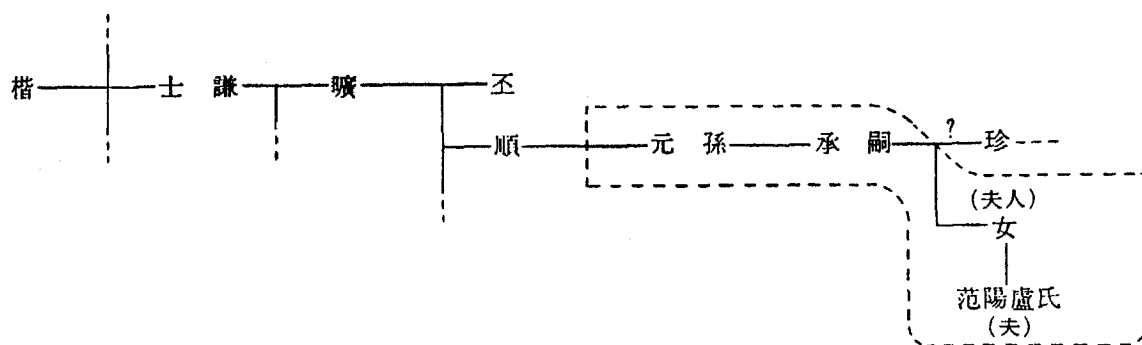 楷 士謙 曠 丕
順 元孫 承嗣 ? 珍
(夫人)
女
范陽盧氏
(夫)